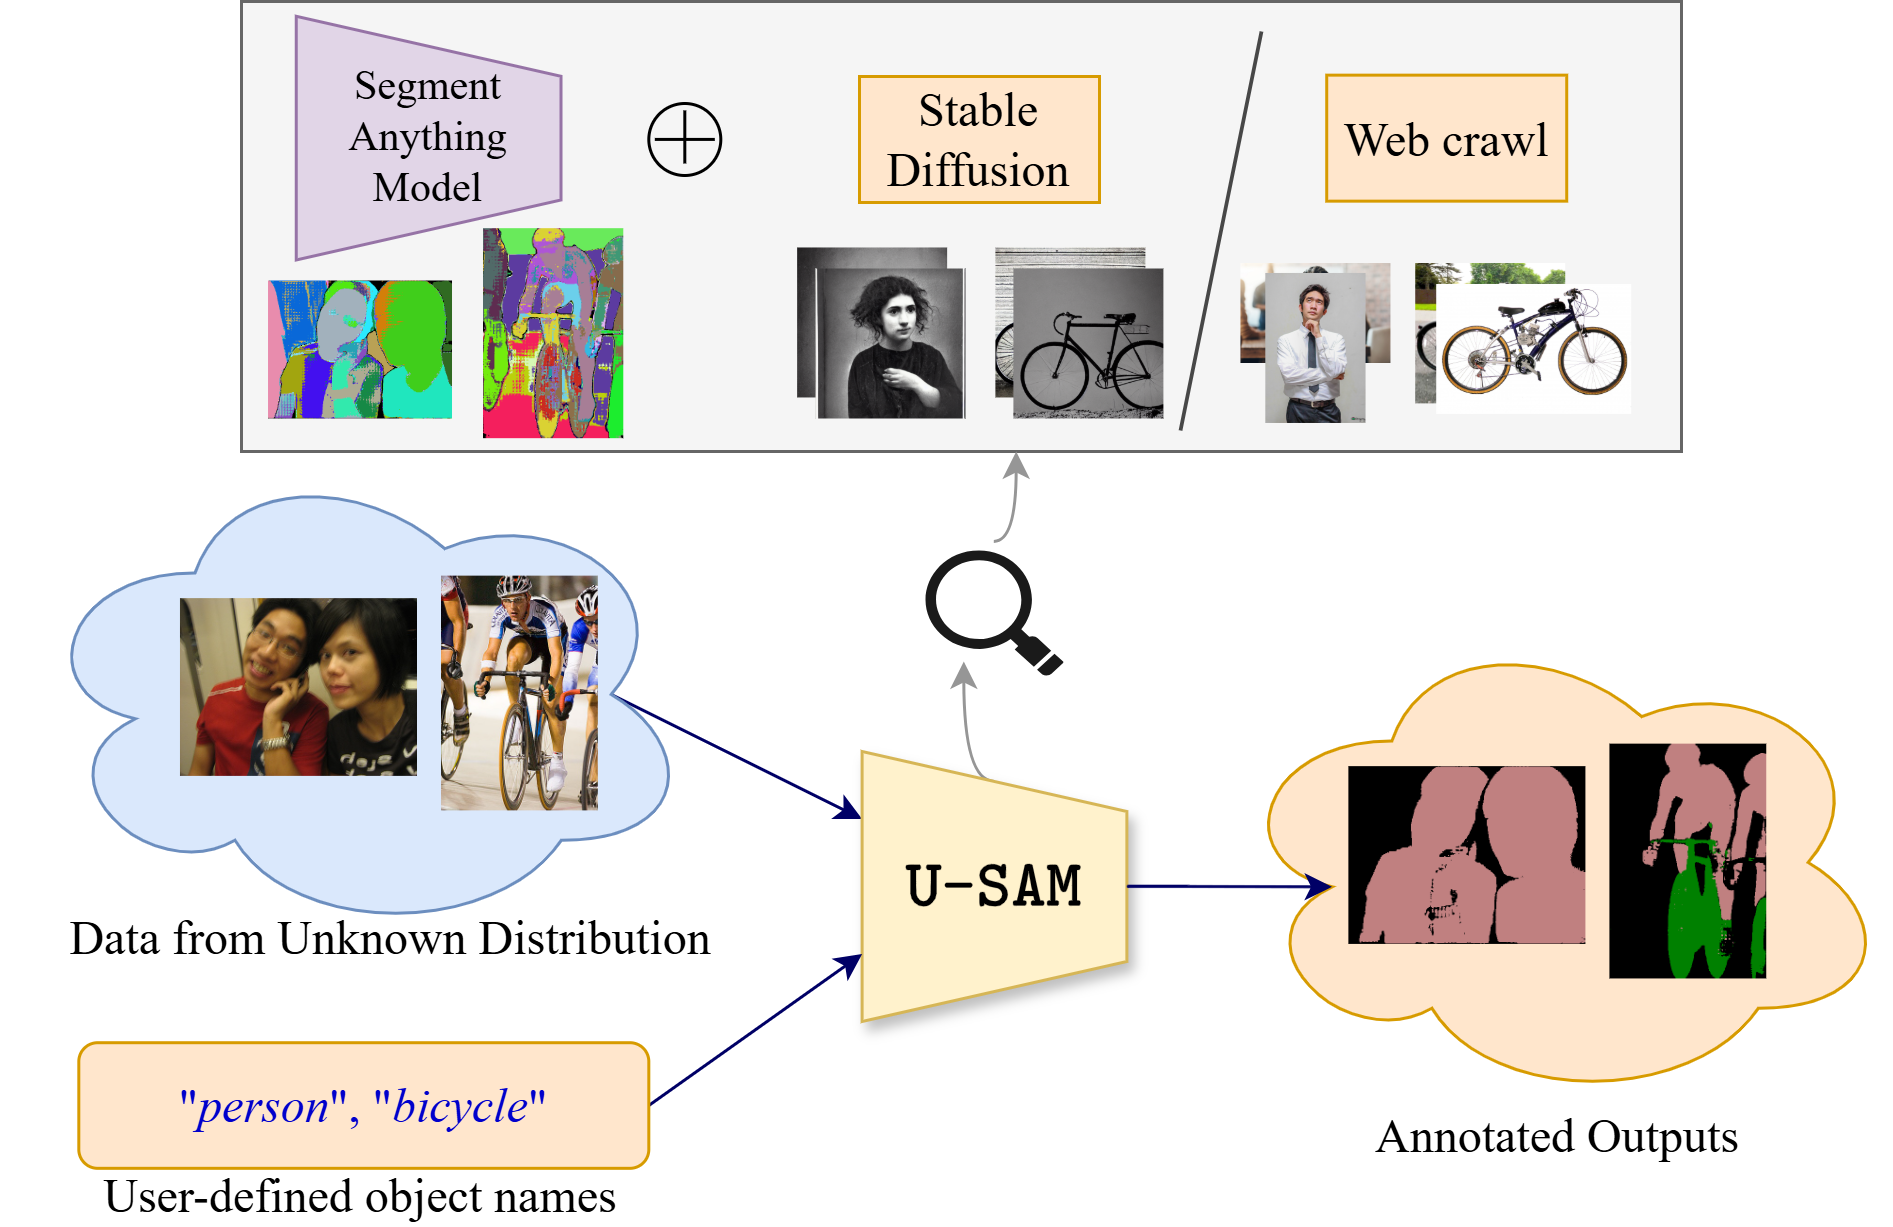 Segment
Anything
Model
Stable
Diffusion
Web crawl
Data from Unknown Distribution
U-SAM
"person", "bicycle"
User-defined object names
Annotated Outputs